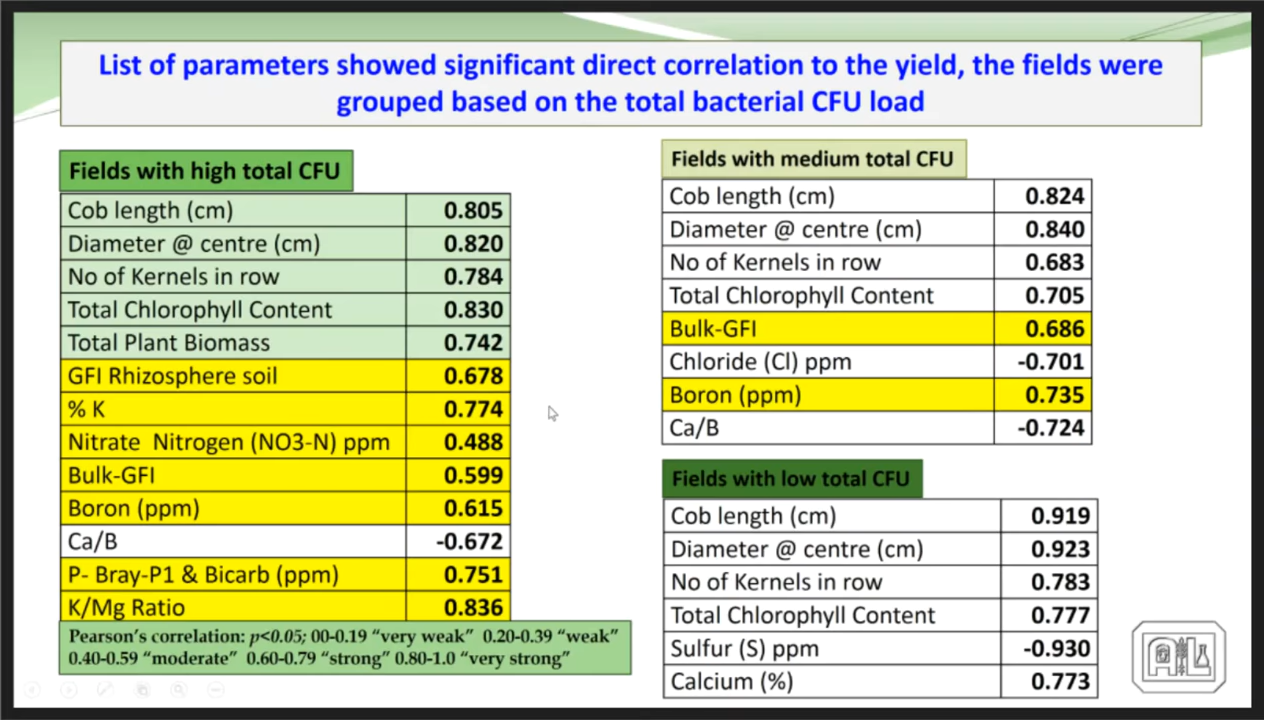 List of parameters showed significant direct correlation to the yield, the fields were
grouped based on the total bacterial CFU load
Fields with high total CFU
Cob length (cm) 0.805
Diameter @ centre (cm) 0.820
No of Kernels in row 0.784
Total Chlorophyll Content 0.830
Total Plant Biomass 0.742
GFI Rhizosphere soil 0.678
% K 0.774
Nitrate Nitrogen (NO3-N) ppm 0.488
Bulk-GFI 0.599
Boron (ppm) 0.615
Ca/B -0.672
P- Bray-P1 & Bicarb (ppm) 0.751
K/Mg Ratio 0.836
Pearson's correlation: p<0.05; 00-0.19 "very weak" 0.20-0.39 "weak"
0.40-0.59 "moderate" 0.60-0.79 "strong" 0.80-1.0 "very strong"
Fields with medium total CFU
Cob length (cm) 0.824
Diameter @ centre (cm) 0.840
No of Kernels in row 0.683
Total Chlorophyll Content 0.705
Bulk-GFI 0.686
Chloride (Cl) ppm -0.701
Boron (ppm) 0.735
Ca/B -0.724
Fields with low total CFU
Cob length (cm) 0.919
Diameter @ centre (cm) 0.923
No of Kernels in row 0.783
Total Chlorophyll Content 0.777
Sulfur (S) ppm -0.930
Calcium (%) 0.773